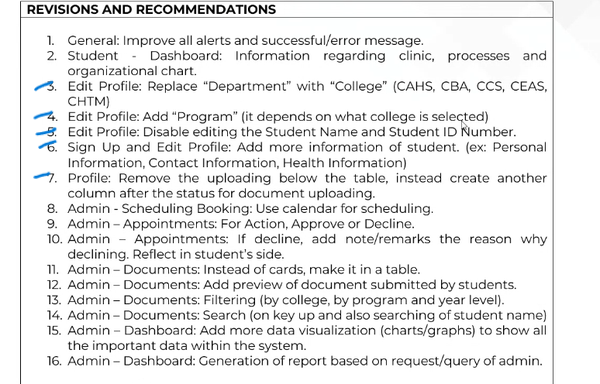 REVISIONS AND RECOMMENDATIONS
1. General: Improve all alerts and successful/error message.
2. Student - Dashboard: Information regarding clinic, processes and
organizational chart.
3. Edit Profile: Replace “Department” with “College” (CAHS, CBA, CCS, CEAS,
CHTM)
4. Edit Profile: Add “Program” (it depends on what college is selected)
5. Edit Profile: Disable editing the Student Name and Student ID Number.
6. Sign Up and Edit Profile: Add more information of student. (ex: Personal
Information, Contact Information, Health Information)
7. Profile: Remove the uploading below the table, instead create another
column after the status for document uploading.
8. Admin - Scheduling Booking: Use calendar for scheduling.
9. Admin – Appointments: For Action, Approve or Decline.
10. Admin – Appointments: If decline, add note/remarks the reason why
declining. Reflect in student’s side.
11. Admin – Documents: Instead of cards, make it in a table.
12. Admin – Documents: Add preview of document submitted by students.
13. Admin – Documents: Filtering (by college, by program and year level).
14. Admin – Documents: Search (on key up and also searching of student name)
15. Admin – Dashboard: Add more data visualization (charts/graphs) to show all
the important data within the system.
16. Admin – Dashboard: Generation of report based on request/query of admin.